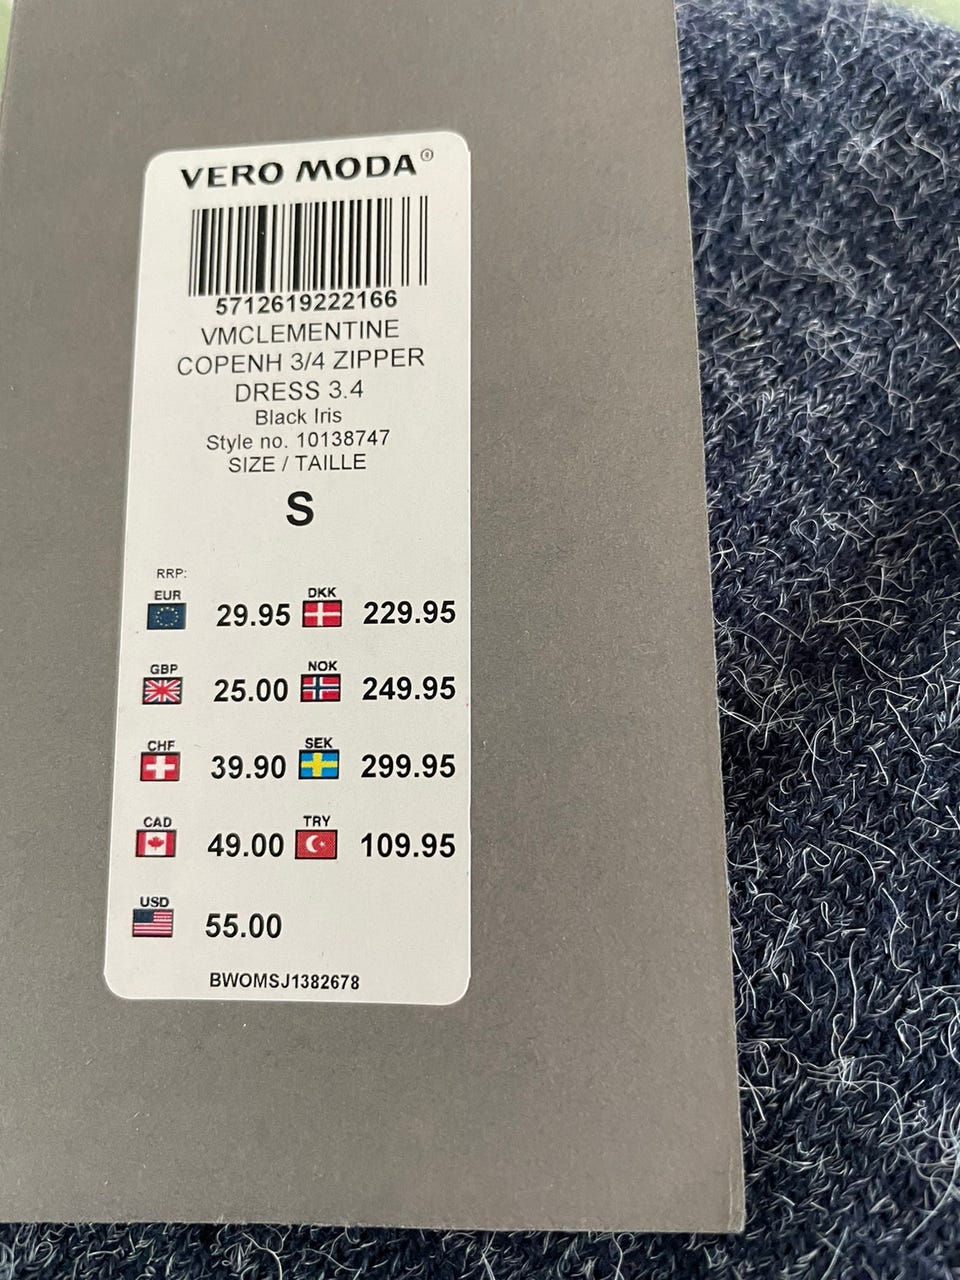 VERO MODA®
5712619222166
VMCLEMENTINE
COPENH 3/4 ZIPPER
DRESS 3.4
Black Iris
Style no. 10138747
SIZE / TAILLE
S
RRP:
EUR 29.95 DKK 229.95
GBP 25.00 NOK 249.95
CHF 39.90 SEK 299.95
CAD 49.00 TRY 109.95
USD 55.00
BWOMSJ1382678